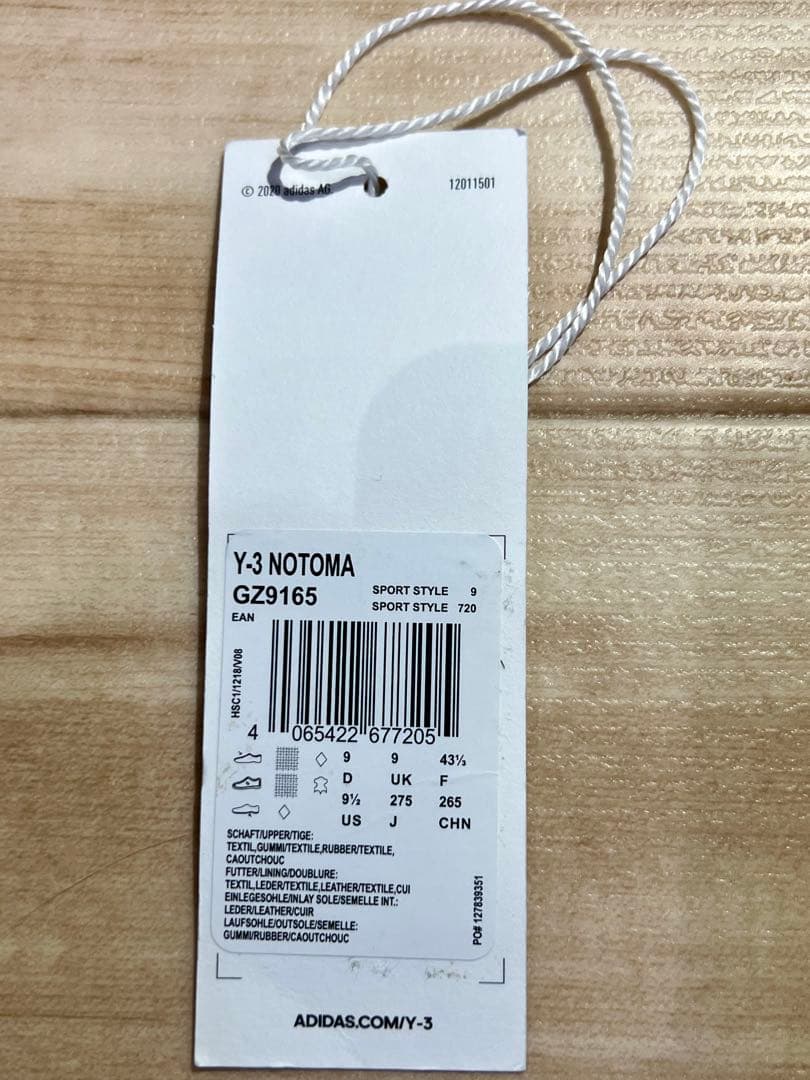 © 2020 adidas AG 12011501
Y-3 NOTOMA
GZ9165
SPORT STYLE 9
SPORT STYLE 720
EAN
HSC1/1218/V08
4 065422 677205
9 9 43⅓
D UK F
9½ 275 265
US J CHN
SCHAFT/UPPER/TIGE:
TEXTIL,GUMMI/TEXTILE,RUBBER/TEXTILE,
CAOUTCHOUC
FUTTER/LINING/DOUBLURE:
TEXTIL,LEDER/TEXTILE,LEATHER/TEXTILE,CUI
EINLEGESOHLE/INLAY SOLE/SEMELLE INT.:
LEDER/LEATHER/CUIR
LAUFSOHLE/OUTSOLE/SEMELLE:
GUMMI/RUBBER/CAOUTCHOUC
PO# 127839351
ADIDAS.COM/Y-3